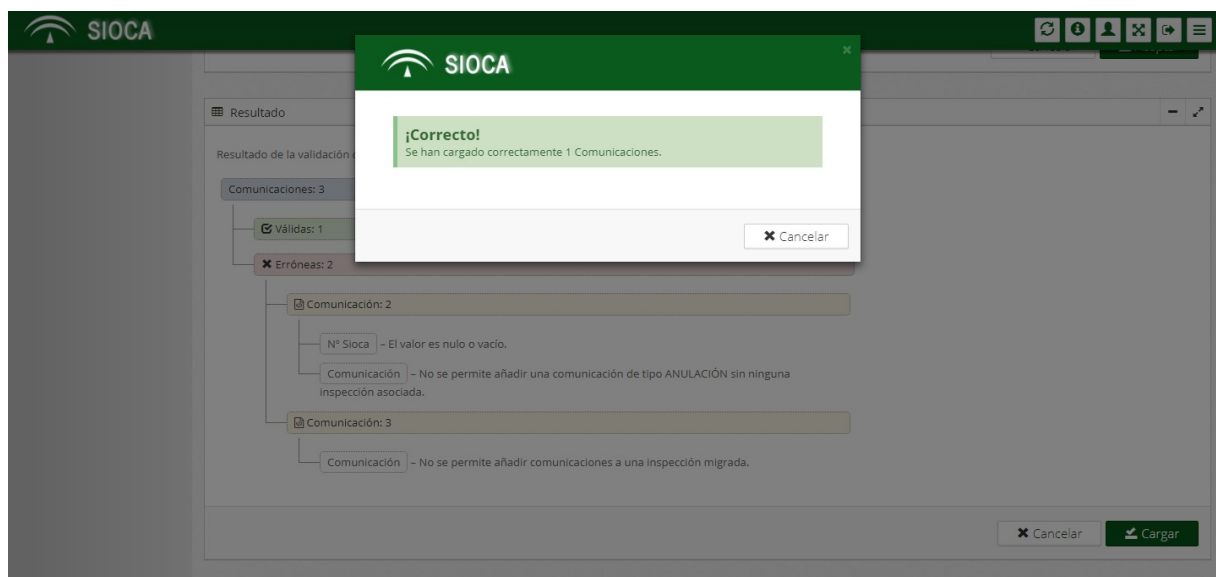 SIOCA
SIOCA
¡Correcto!
Se han cargado correctamente 1 Comunicaciones.
Cancelar
Resultado
Resultado de la validación
Comunicaciones: 3
Válidas: 1
Erróneas: 2
Comunicación: 2
Nº Sioca – El valor es nulo o vacío.
Comunicación – No se permite añadir una comunicación de tipo ANULACIÓN sin ninguna
inspección asociada.
Comunicación: 3
Comunicación – No se permite añadir comunicaciones a una inspección migrada.
Cancelar Cargar